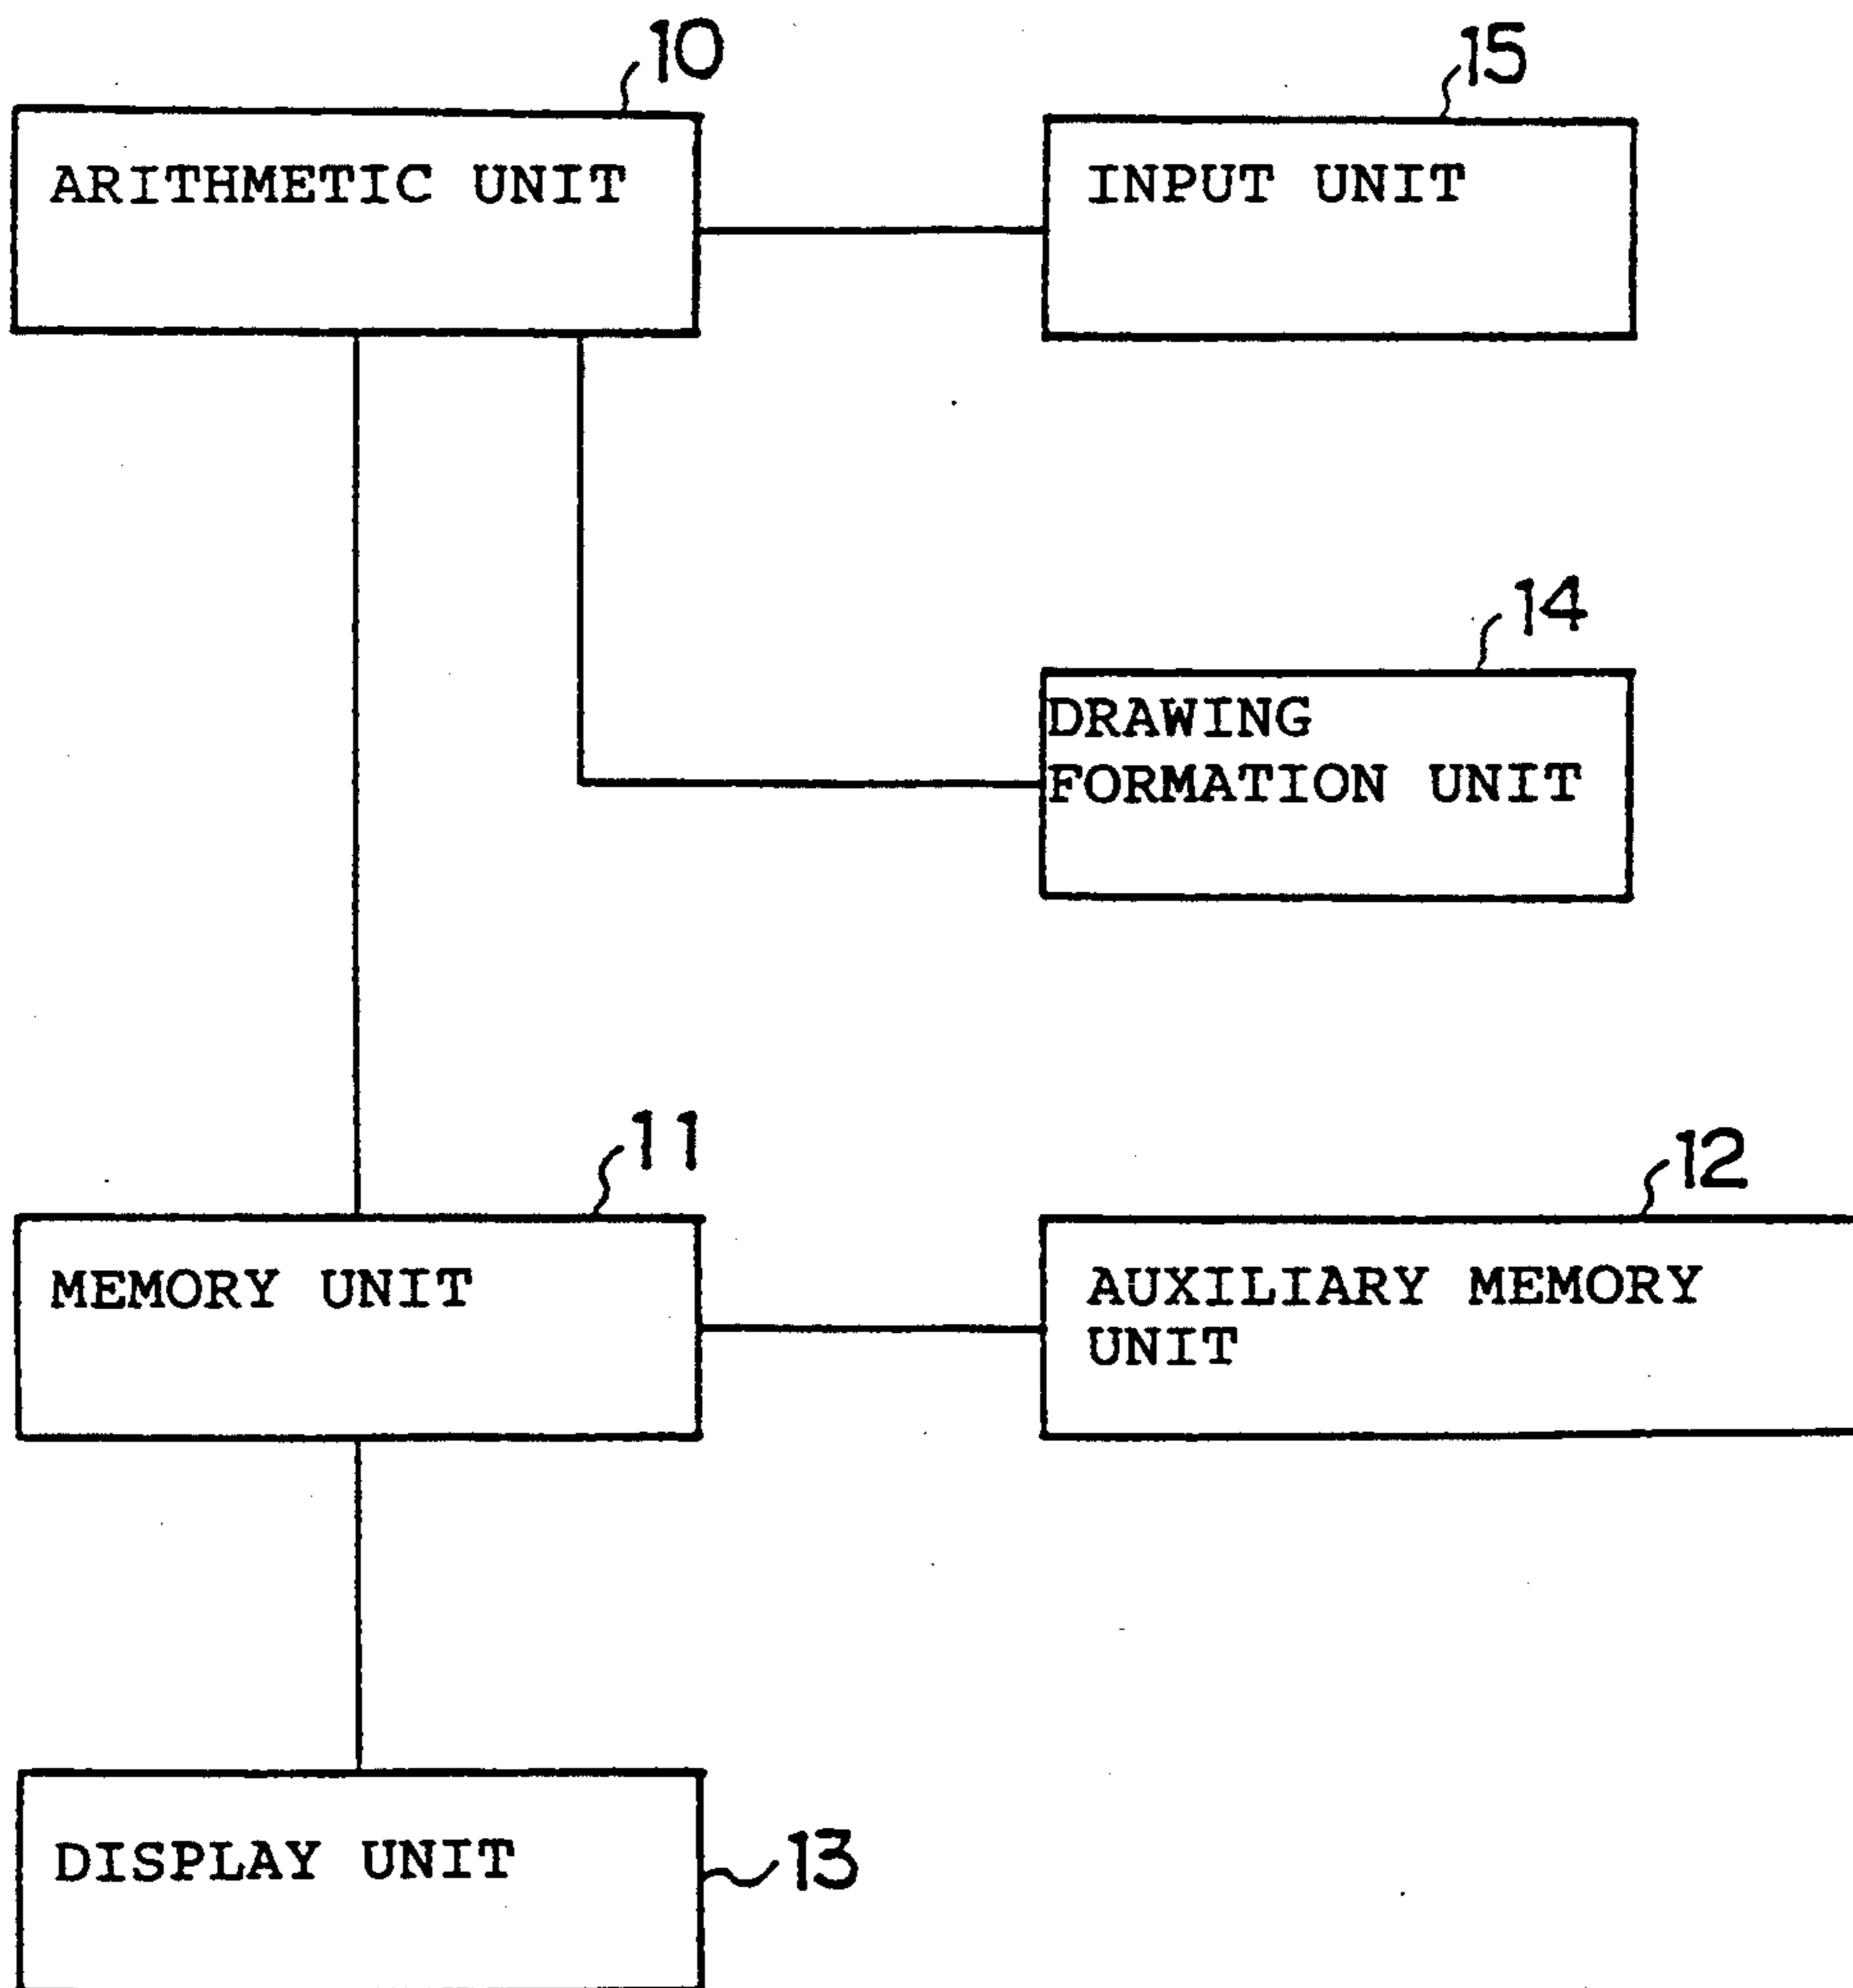 10
15
ARITHMETIC UNIT
INPUT UNIT
14
DRAWING
FORMATION UNIT
11
12
MEMORY UNIT
AUXILIARY MEMORY
UNIT
DISPLAY UNIT
13